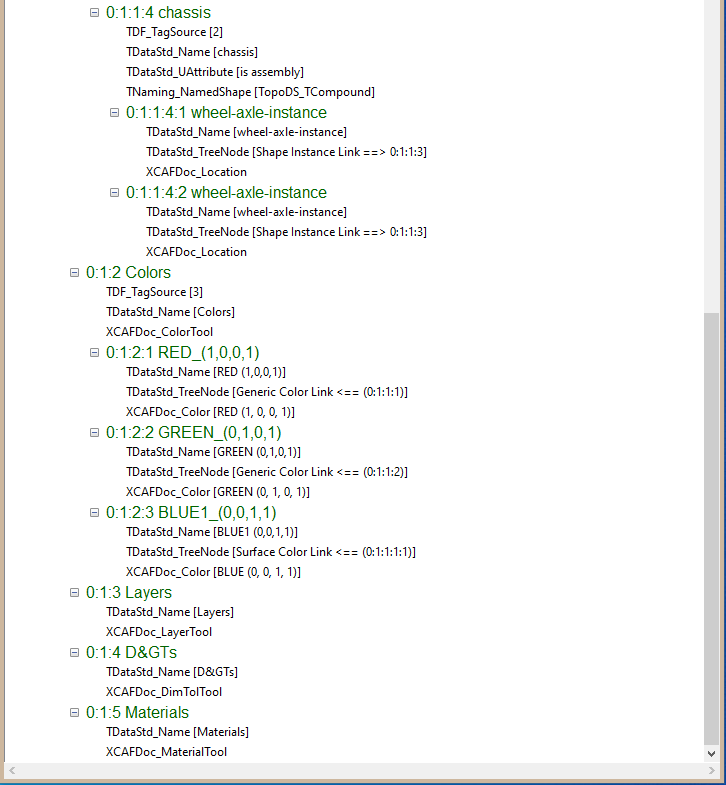 0:1:1:4 chassis
TDF_TagSource [2]
TDataStd_Name [chassis]
TDataStd_UAttribute [is assembly]
TNaming_NamedShape [TopoDS_TCompound]
0:1:1:4:1 wheel-axle-instance
TDataStd_Name [wheel-axle-instance]
TDataStd_TreeNode [Shape Instance Link ==> 0:1:1:3]
XCAFDoc_Location
0:1:1:4:2 wheel-axle-instance
TDataStd_Name [wheel-axle-instance]
TDataStd_TreeNode [Shape Instance Link ==> 0:1:1:3]
XCAFDoc_Location
0:1:2 Colors
TDF_TagSource [3]
TDataStd_Name [Colors]
XCAFDoc_ColorTool
0:1:2:1 RED_(1,0,0,1)
TDataStd_Name [RED (1,0,0,1)]
TDataStd_TreeNode [Generic Color Link <== (0:1:1:1)]
XCAFDoc_Color [RED (1, 0, 0, 1)]
0:1:2:2 GREEN_(0,1,0,1)
TDataStd_Name [GREEN (0,1,0,1)]
TDataStd_TreeNode [Generic Color Link <== (0:1:1:2)]
XCAFDoc_Color [GREEN (0, 1, 0, 1)]
0:1:2:3 BLUE1_(0,0,1,1)
TDataStd_Name [BLUE1 (0,0,1,1)]
TDataStd_TreeNode [Surface Color Link <== (0:1:1:1:1)]
XCAFDoc_Color [BLUE (0, 0, 1, 1)]
0:1:3 Layers
TDataStd_Name [Layers]
XCAFDoc_LayerTool
0:1:4 D&GTs
TDataStd_Name [D&GTs]
XCAFDoc_DimTolTool
0:1:5 Materials
TDataStd_Name [Materials]
XCAFDoc_MaterialTool